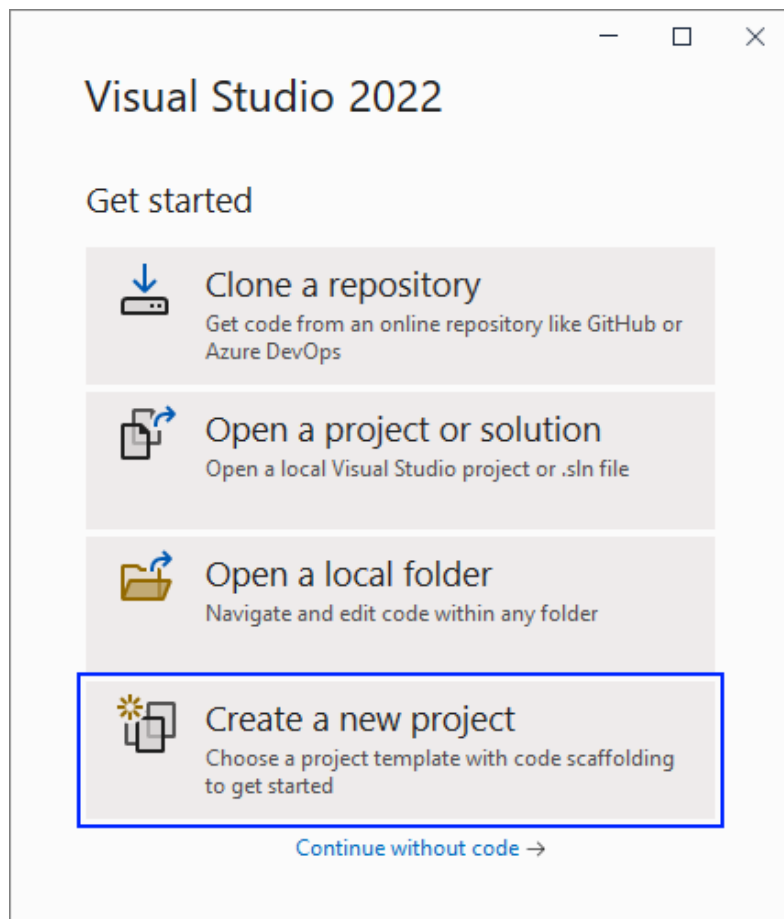 Visual Studio 2022
Get started
Clone a repository
Get code from an online repository like GitHub or
Azure DevOps
Open a project or solution
Open a local Visual Studio project or .sln file
Open a local folder
Navigate and edit code within any folder
Create a new project
Choose a project template with code scaffolding
to get started
Continue without code →